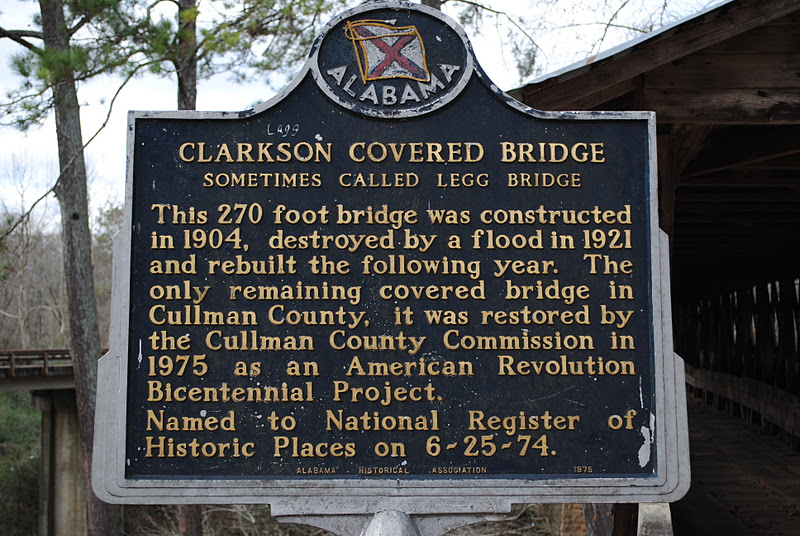 ALABAMA
Lagg
CLARKSON COVERED BRIDGE
SOMETIMES CALLED LEGG BRIDGE
This 270 foot bridge was constructed
in 1904, destroyed by a flood in 1921
and rebuilt the following year. The
only remaining covered bridge in
Cullman County, it was restored by
the Cullman County Commission in
1975 as an American Revolution
Bicentennial Project.
Named to National Register of
Historic Places on 6-25-74.
ALABAMA HISTORICAL ASSOCIATION 1975